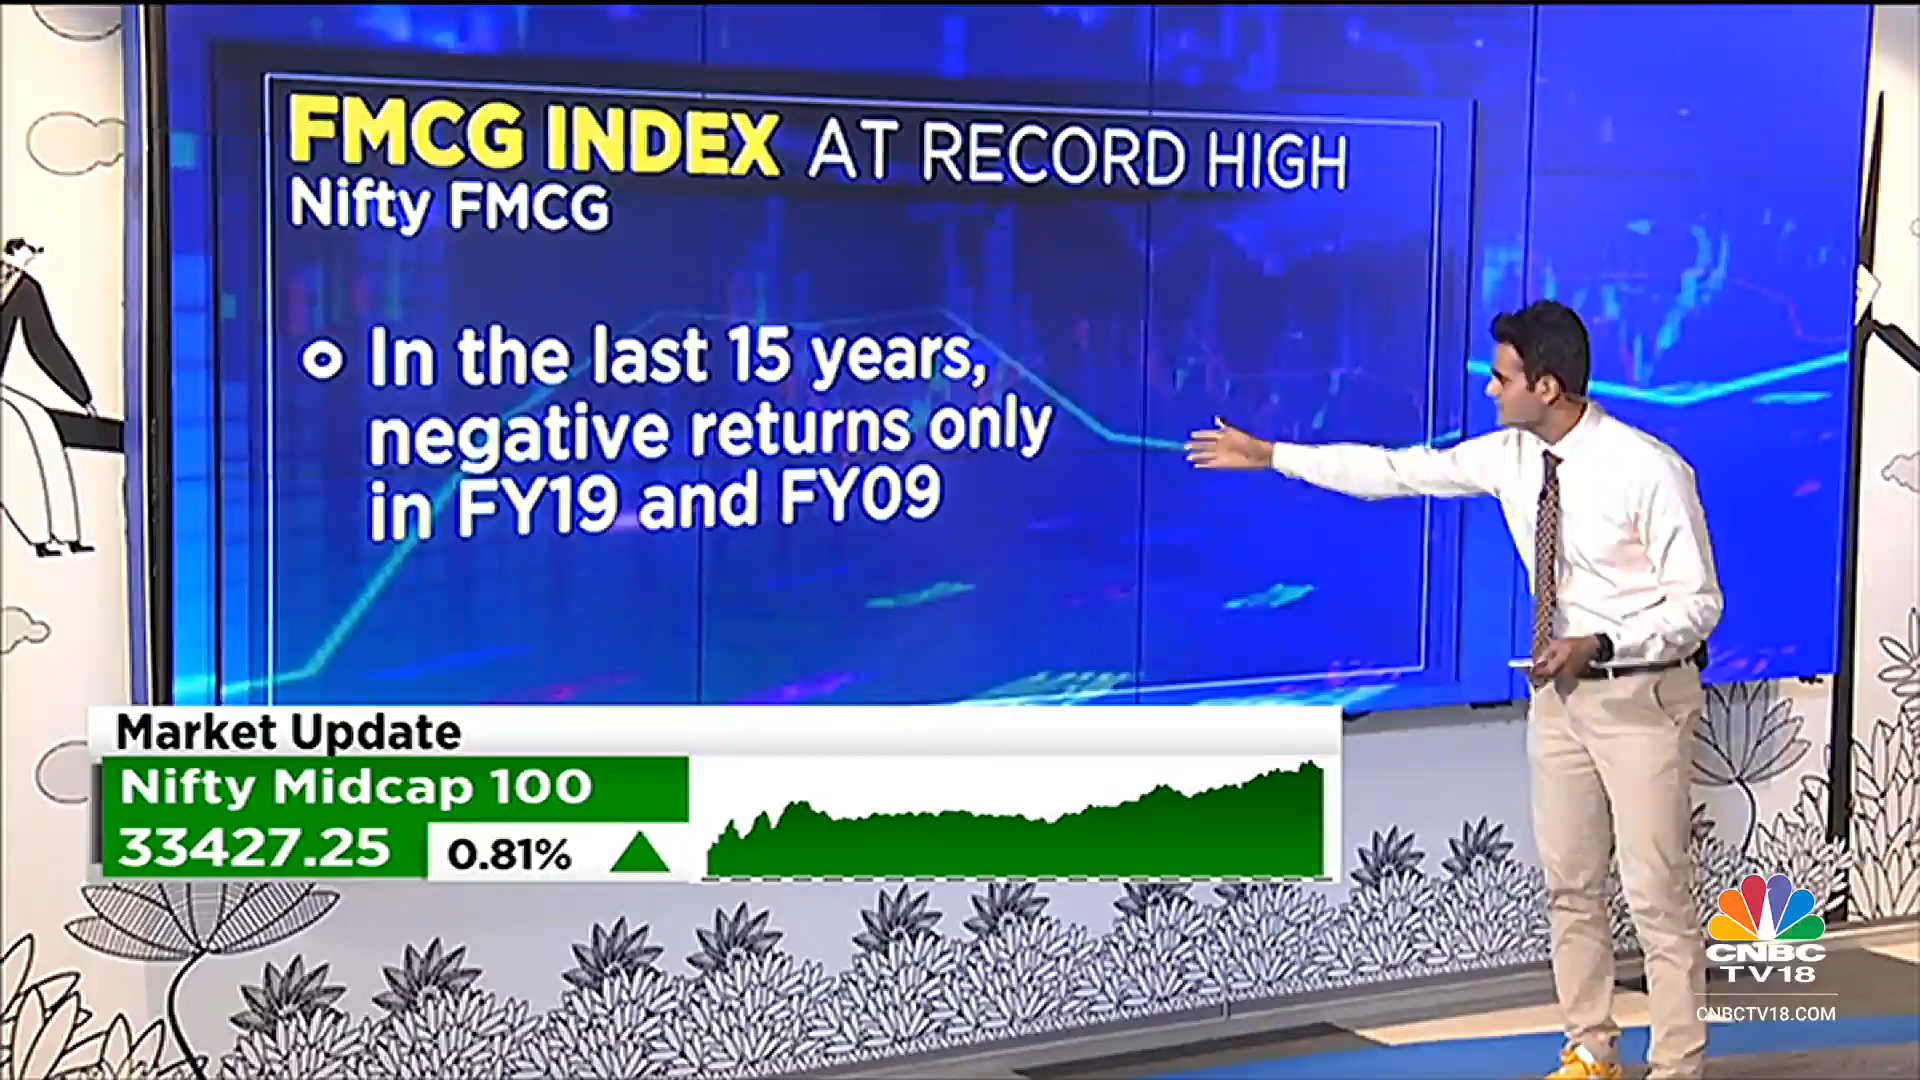 FMCG INDEX AT RECORD HIGH
Nifty FMCG
In the last 15 years,
negative returns only
in FY19 and FY09
Market Update
Nifty Midcap 100
33427.25 0.81%
CNBC
TV18
CNBCTV18.COM